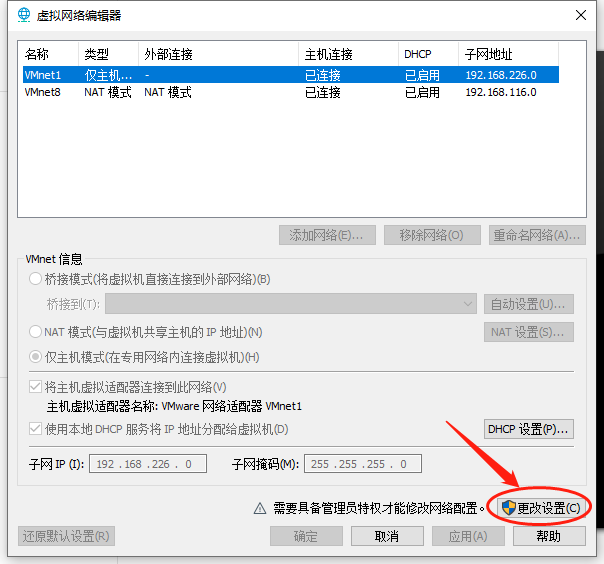 虚拟网络编辑器
名称 类型 外部连接 主机连接 DHCP 子网地址
VMnet1 仅主机... - 已连接 已启用 192.168.226.0
VMnet8 NAT 模式 NAT 模式 已连接 已启用 192.168.116.0
添加网络(E)... 移除网络(O) 重命名网络(A)...
VMnet 信息
桥接模式(将虚拟机直接连接到外部网络)(B)
桥接到(T): 自动设置(U)...
NAT 模式(与虚拟机共享主机的 IP 地址)(N) NAT 设置(S)...
仅主机模式(在专用网络内连接虚拟机)(H)
将主机虚拟适配器连接到此网络(V)
主机虚拟适配器名称: VMware 网络适配器 VMnet1
使用本地 DHCP 服务将 IP 地址分配给虚拟机(D) DHCP 设置(P)...
子网 IP (I): 192 . 168 . 226 . 0 子网掩码(M): 255 . 255 . 255 . 0
需要具备管理员特权才能修改网络配置。 更改设置(C)
还原默认设置(R) 确定 取消 应用(A) 帮助